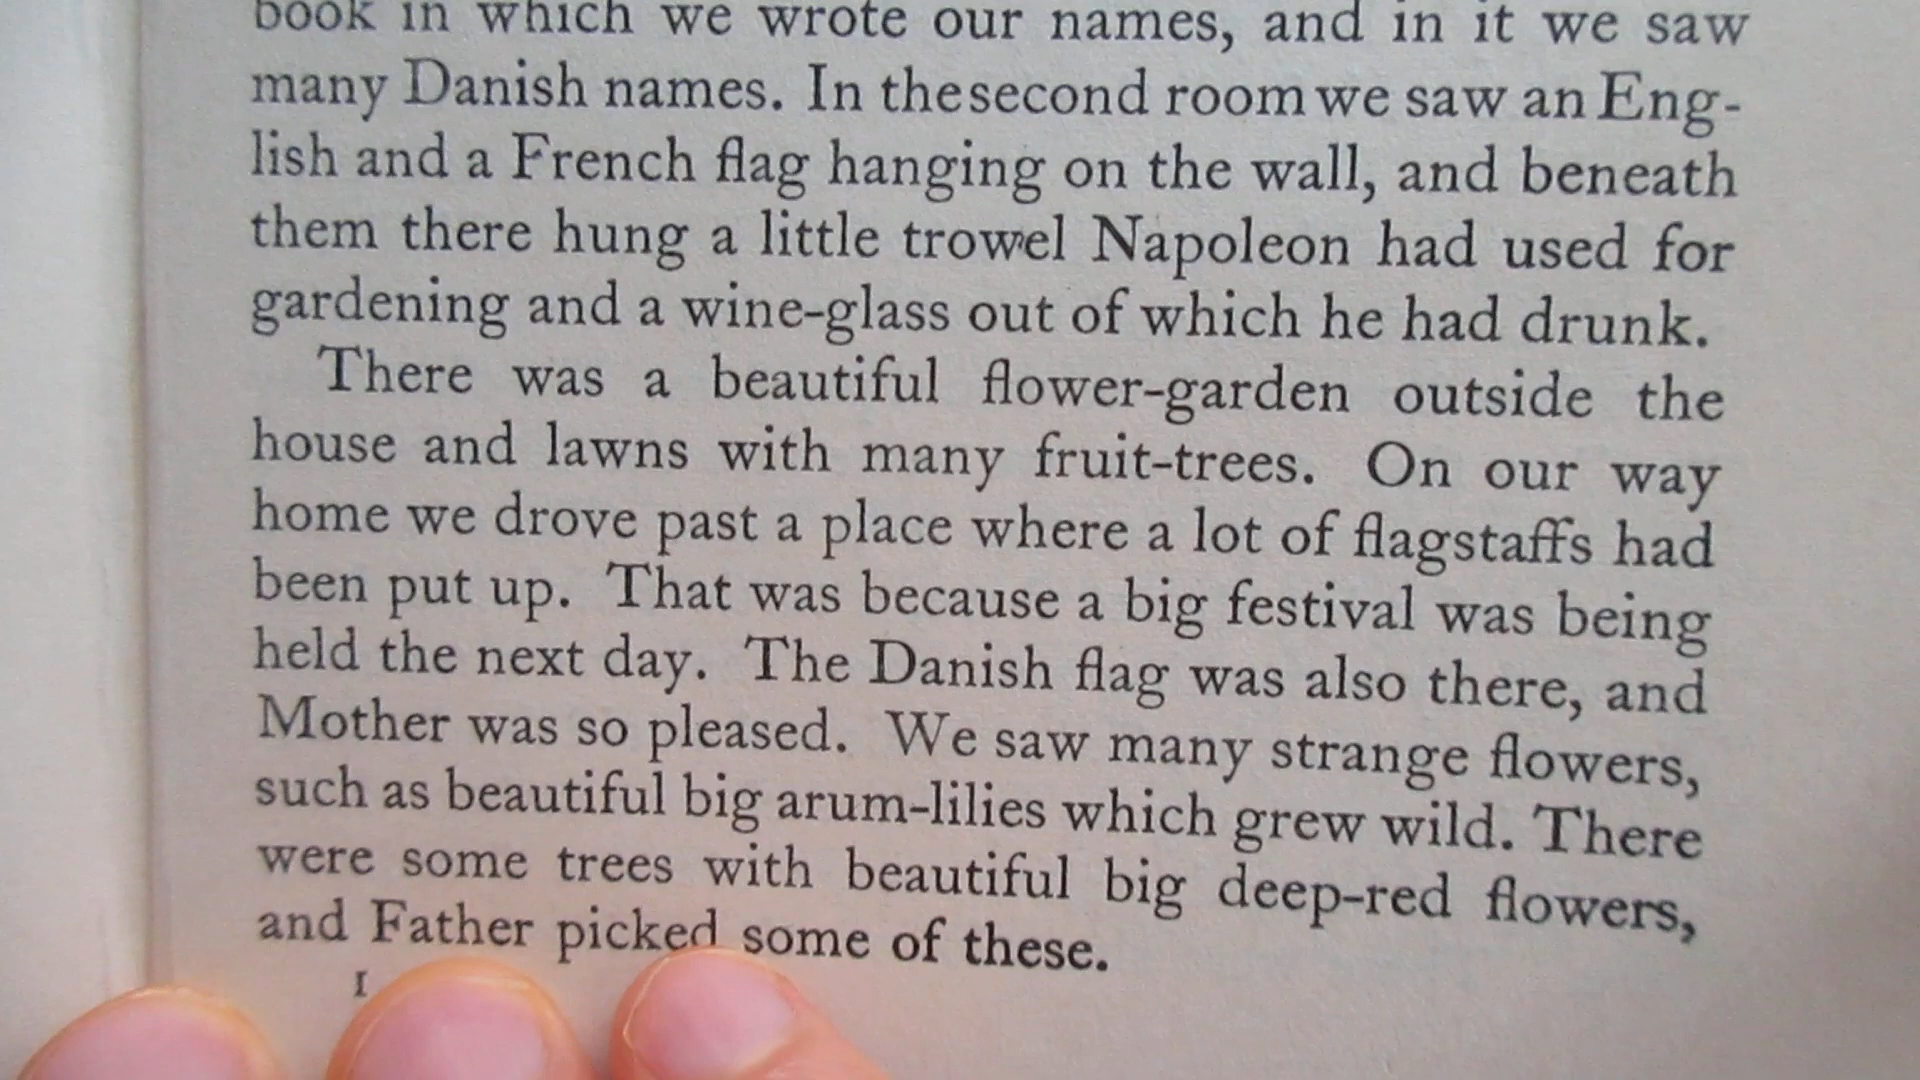 book in which we wrote our names, and in it we saw
many Danish names. In the second room we saw an Eng-
lish and a French flag hanging on the wall, and beneath
them there hung a little trowel Napoleon had used for
gardening and a wine-glass out of which he had drunk.
There was a beautiful flower-garden outside the
house and lawns with many fruit-trees. On our way
home we drove past a place where a lot of flagstaffs had
been put up. That was because a big festival was being
held the next day. The Danish flag was also there, and
Mother was so pleased. We saw many strange flowers,
such as beautiful big arum-lilies which grew wild. There
were some trees with beautiful big deep-red flowers,
and Father picked some of these.
I